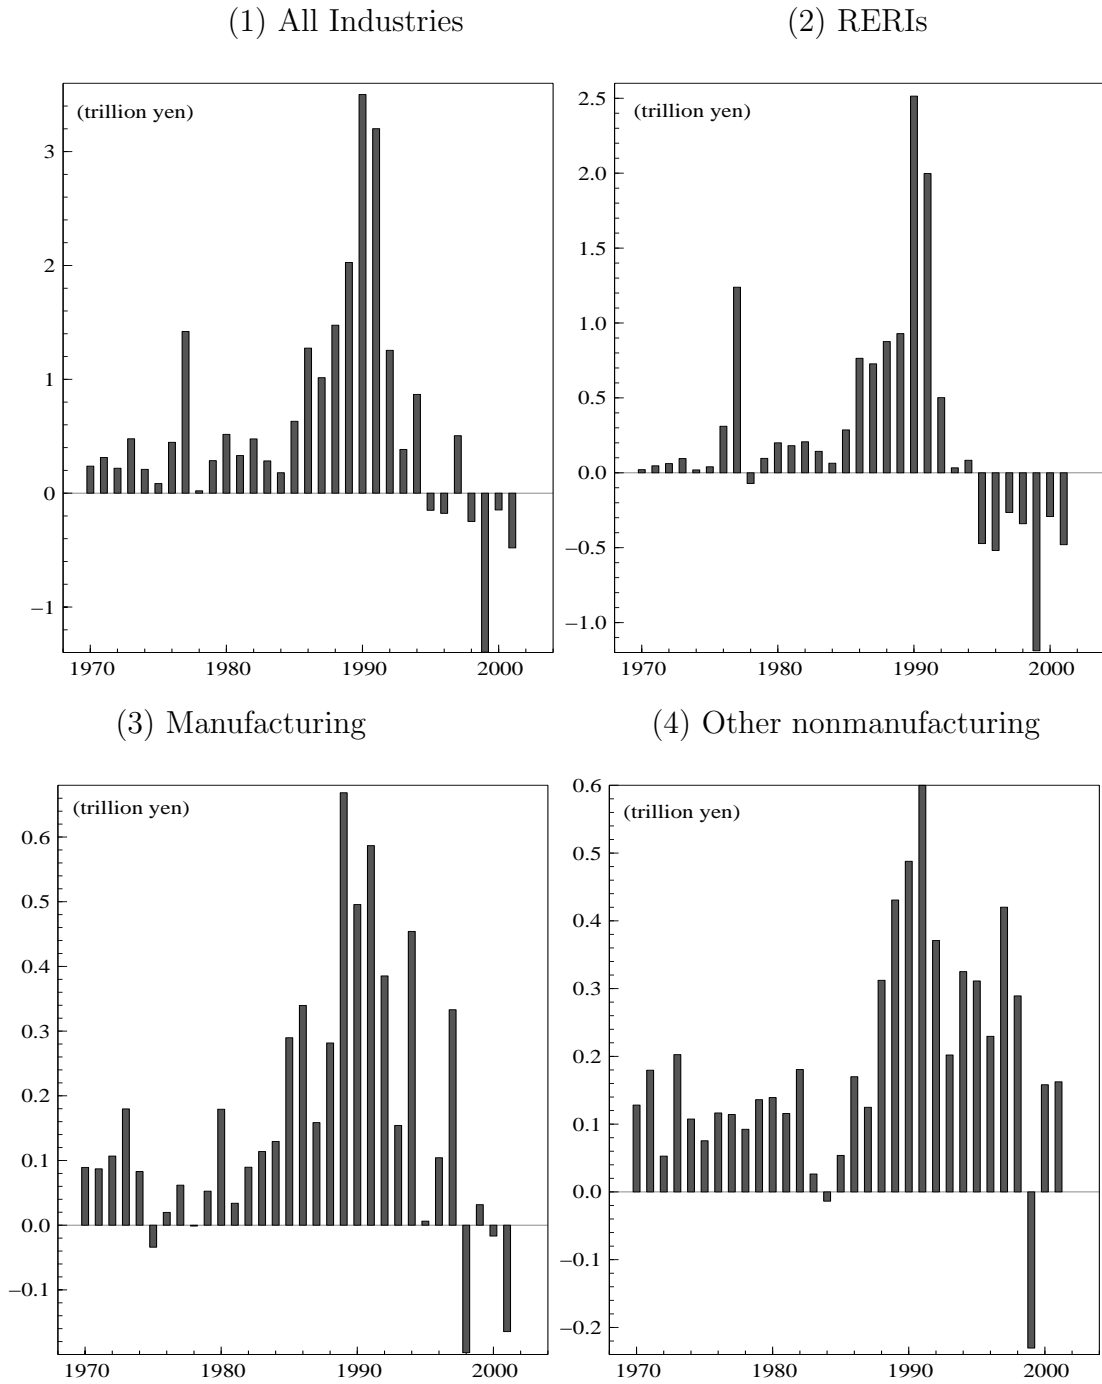 (1) All Industries
(trillion yen)
3
2
1
0
−1
1970 1980 1990 2000
(2) RERIs
(trillion yen)
2.5
2.0
1.5
1.0
0.5
0.0
−0.5
−1.0
1970 1980 1990 2000
(3) Manufacturing
(trillion yen)
0.6
0.5
0.4
0.3
0.2
0.1
0.0
−0.1
1970 1980 1990 2000
(4) Other nonmanufacturing
0.6
(trillion yen)
0.5
0.4
0.3
0.2
0.1
0.0
−0.1
−0.2
1970 1980 1990 2000